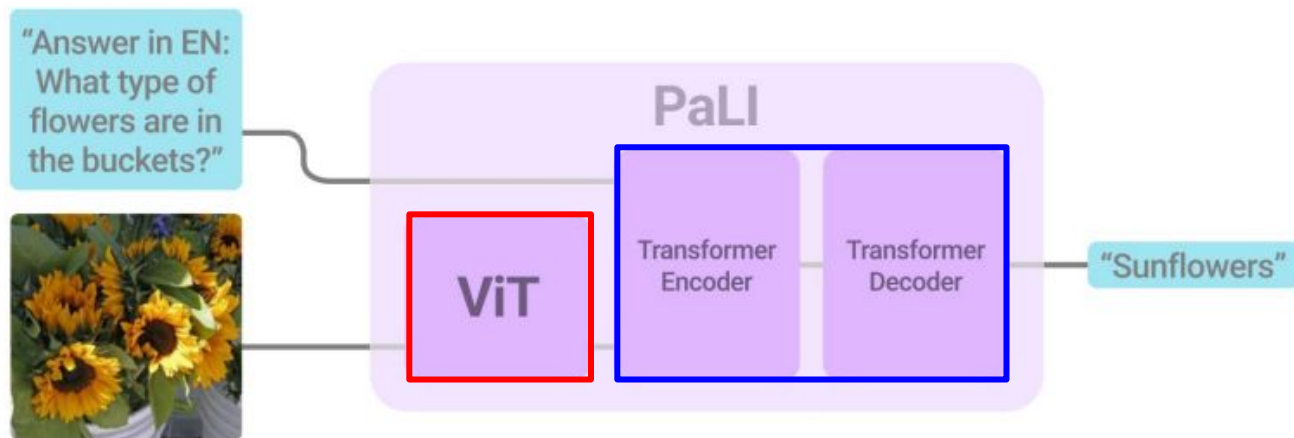 “Answer in EN:
What type of
flowers are in
the buckets?”
PaLI
ViT
Transformer
Encoder
Transformer
Decoder
“Sunflowers”